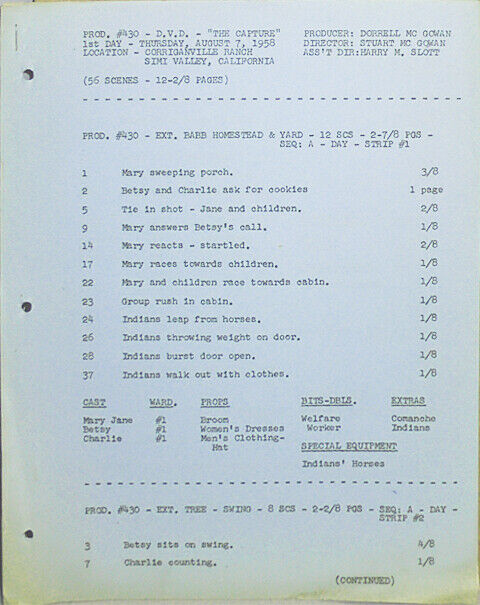 PROD. #430 - D.V.D. - "THE CAPTURE" PRODUCER: DORRELL MC GOWAN
1st DAY - THURSDAY, AUGUST 7, 1958 DIRECTOR: STUART MC GOWAN
LOCATION - CORRIGANVILLE RANCH ASS'T DIR:HARRY M. SLOTT
SIMI VALLEY, CALIFORNIA
(56 SCENES - 12-2/8 PAGES)
PROD. #430 - EXT. BABB HOMESTEAD & YARD - 12 SCS - 2-7/8 PGS -
SEQ: A - DAY - STRIP #1
1 Mary sweeping porch. 3/8
2 Betsy and Charlie ask for cookies 1 page
5 Tie in shot - Jane and children. 2/8
9 Mary answers Betsy's call. 1/8
14 Mary reacts - startled. 2/8
17 Mary races towards children. 1/8
22 Mary and children race towards cabin. 1/8
23 Group rush in cabin. 1/8
24 Indians leap from horses. 1/8
26 Indians throwing weight on door. 1/8
28 Indians burst door open. 1/8
37 Indians walk out with clothes. 1/8
CAST WARD. PROPS BITS-DBLS. EXTRAS
Mary Jane #1 Broom Welfare Comanche
Betsy #1 Women's Dresses Worker Indians
Charlie #1 Men's Clothing-
Hat SPECIAL EQUIPMENT
Indians' Horses
PROD. #430 - EXT. TREE - SWING - 8 SCS - 2-2/8 PGS - SEQ: A - DAY -
STRIP #2
3 Betsy sits on swing. 4/8
7 Charlie counting. 1/8
(CONTINUED)